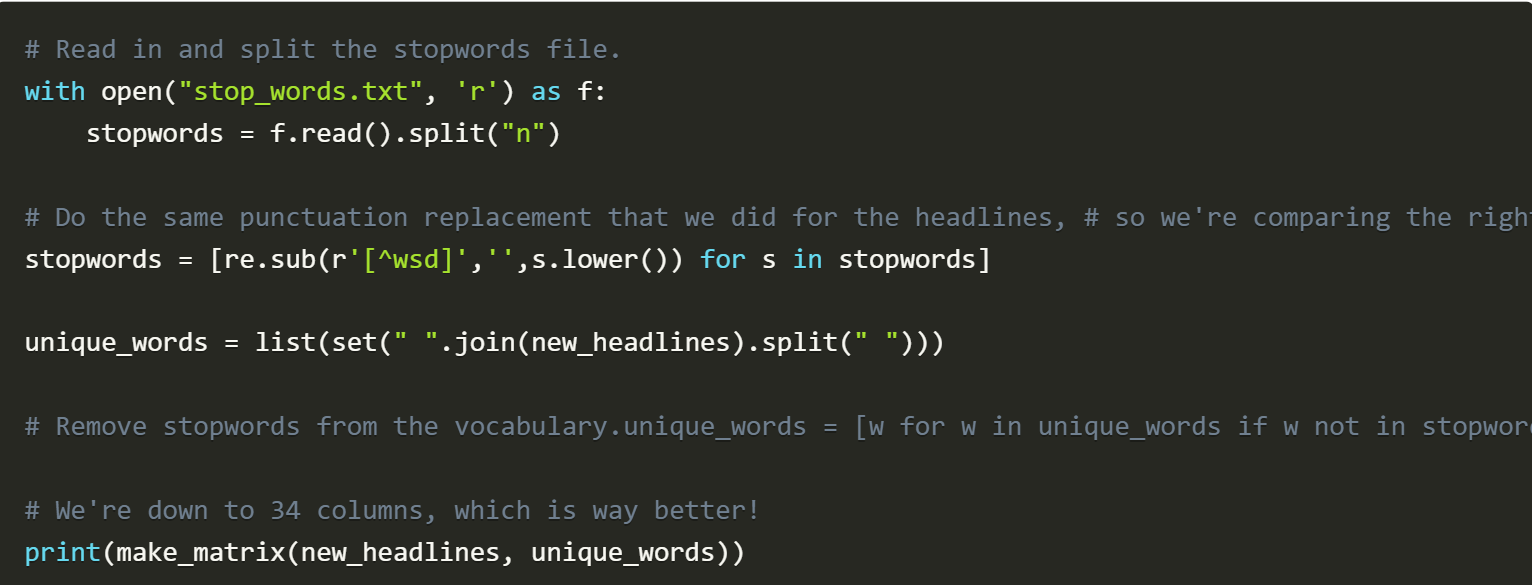 # Read in and split the stopwords file.
with open("stop_words.txt", 'r') as f:
    stopwords = f.read().split("n")
# Do the same punctuation replacement that we did for the headlines, # so we're comparing the right
stopwords = [re.sub(r'[^wsd]','',s.lower()) for s in stopwords]
unique_words = list(set(" ".join(new_headlines).split(" ")))
# Remove stopwords from the vocabulary.unique_words = [w for w in unique_words if w not in
# We're down to 34 columns, which is way better!
print(make_matrix(new_headlines, unique_words))